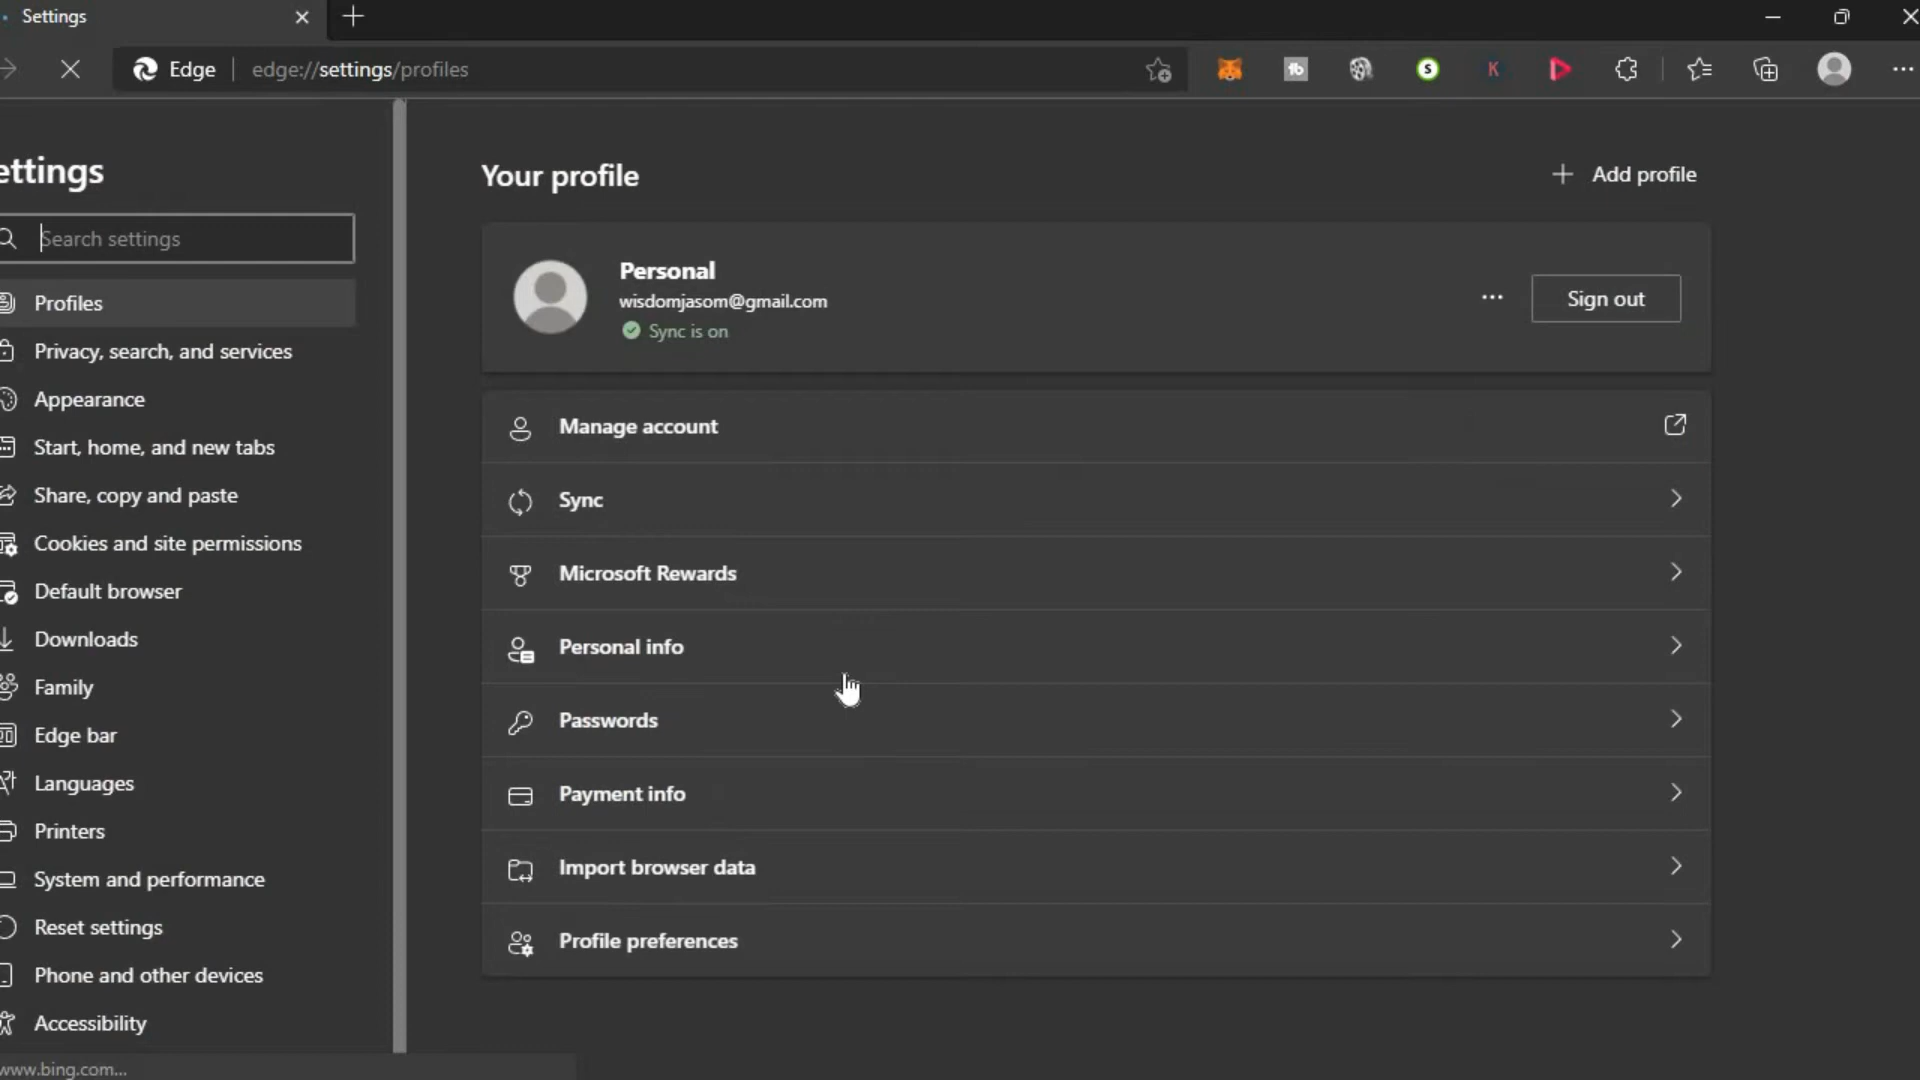 Settings
Edge
edge://settings/profiles
tb
S
K
ettings
Search settings
Profiles
Privacy, search, and services
Appearance
Start, home, and new tabs
Share, copy and paste
Cookies and site permissions
Default browser
Downloads
Family
Edge bar
Languages
Printers
System and performance
Reset settings
Phone and other devices
Accessibility
www.bing.com...
Your profile
Add profile
Personal
wisdomjasom@gmail.com
Sync is on
Sign out
Manage account
Sync
Microsoft Rewards
Personal info
Passwords
Payment info
Import browser data
Profile preferences